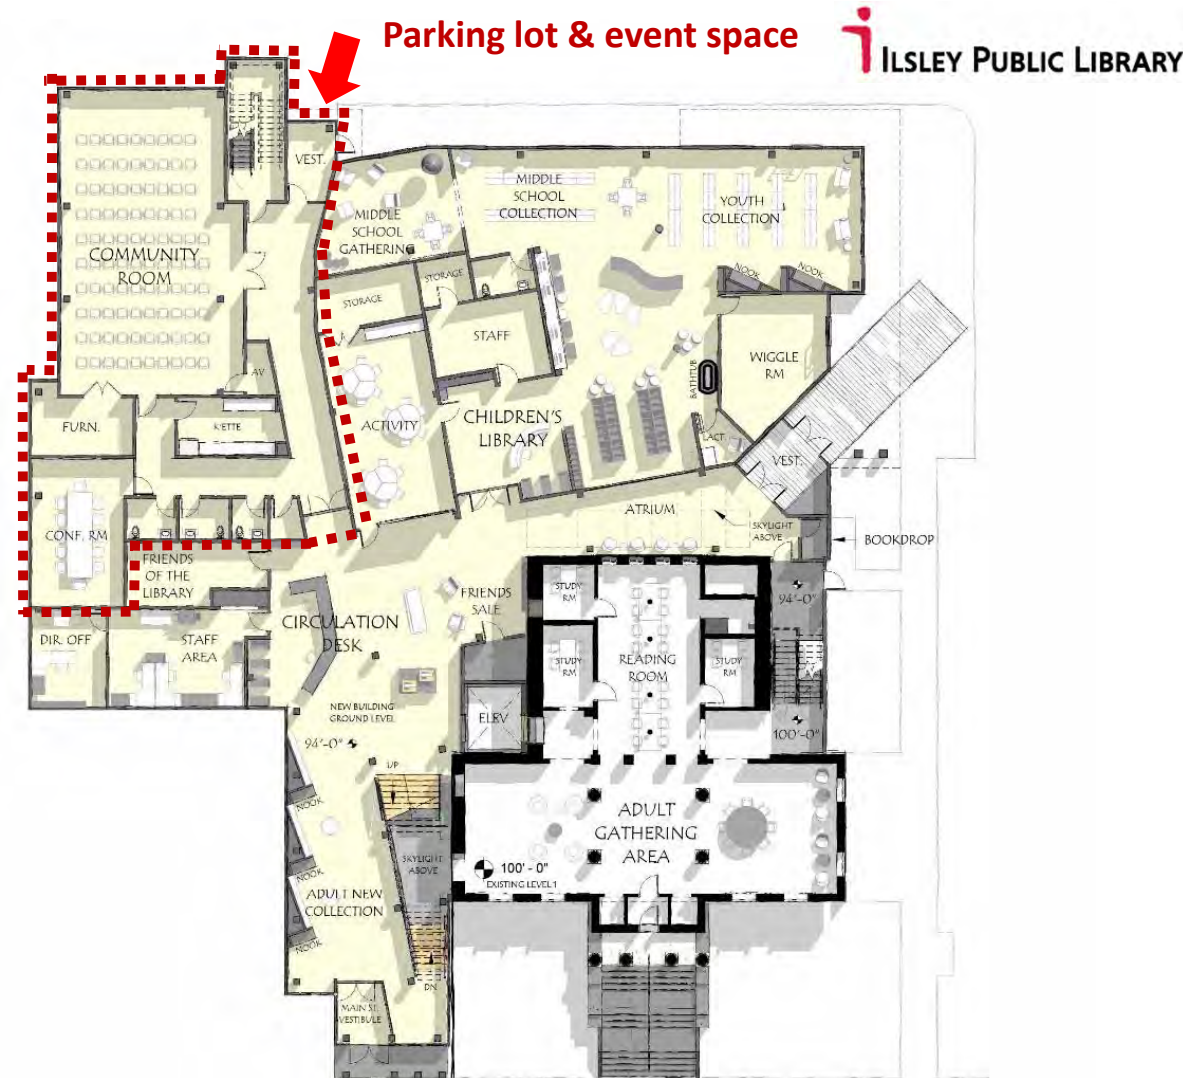 Parking lot & event space
ILSLEY PUBLIC LIBRARY
VEST.
MIDDLE
SCHOOL
COLLECTION
YOUTH
COLLECTION
MIDDLE
SCHOOL
GATHERING
COMMUNITY
ROOM
NOOK
NOOK
STORAGE
STORAGE
STAFF
WIGGLE
RM
BATHTUB
AV
FURN.
K'ETTE
ACTIVITY
CHILDREN'S
LIBRARY
LACT.
VEST.
ATRIUM
SKYLIGHT
ABOVE
BOOKDROP
CONF. RM
FRIENDS
OF THE
LIBRARY
STUDY
RM
94'-0"
FRIENDS
SALE
CIRCULATION
DESK
DIR. OFF
STAFF
AREA
STUDY
RM
READING
ROOM
STUDY
RM
NEW BUILDING
GROUND LEVEL
94'-0"
ELEV
100'-0"
UP
NOOK
ADULT
GATHERING
AREA
SKYLIGHT
ABOVE
100' - 0"
EXISTING LEVEL 1
NOOK
ADULT NEW
COLLECTION
NOOK
DN
MAIN ST.
VESTIBULE